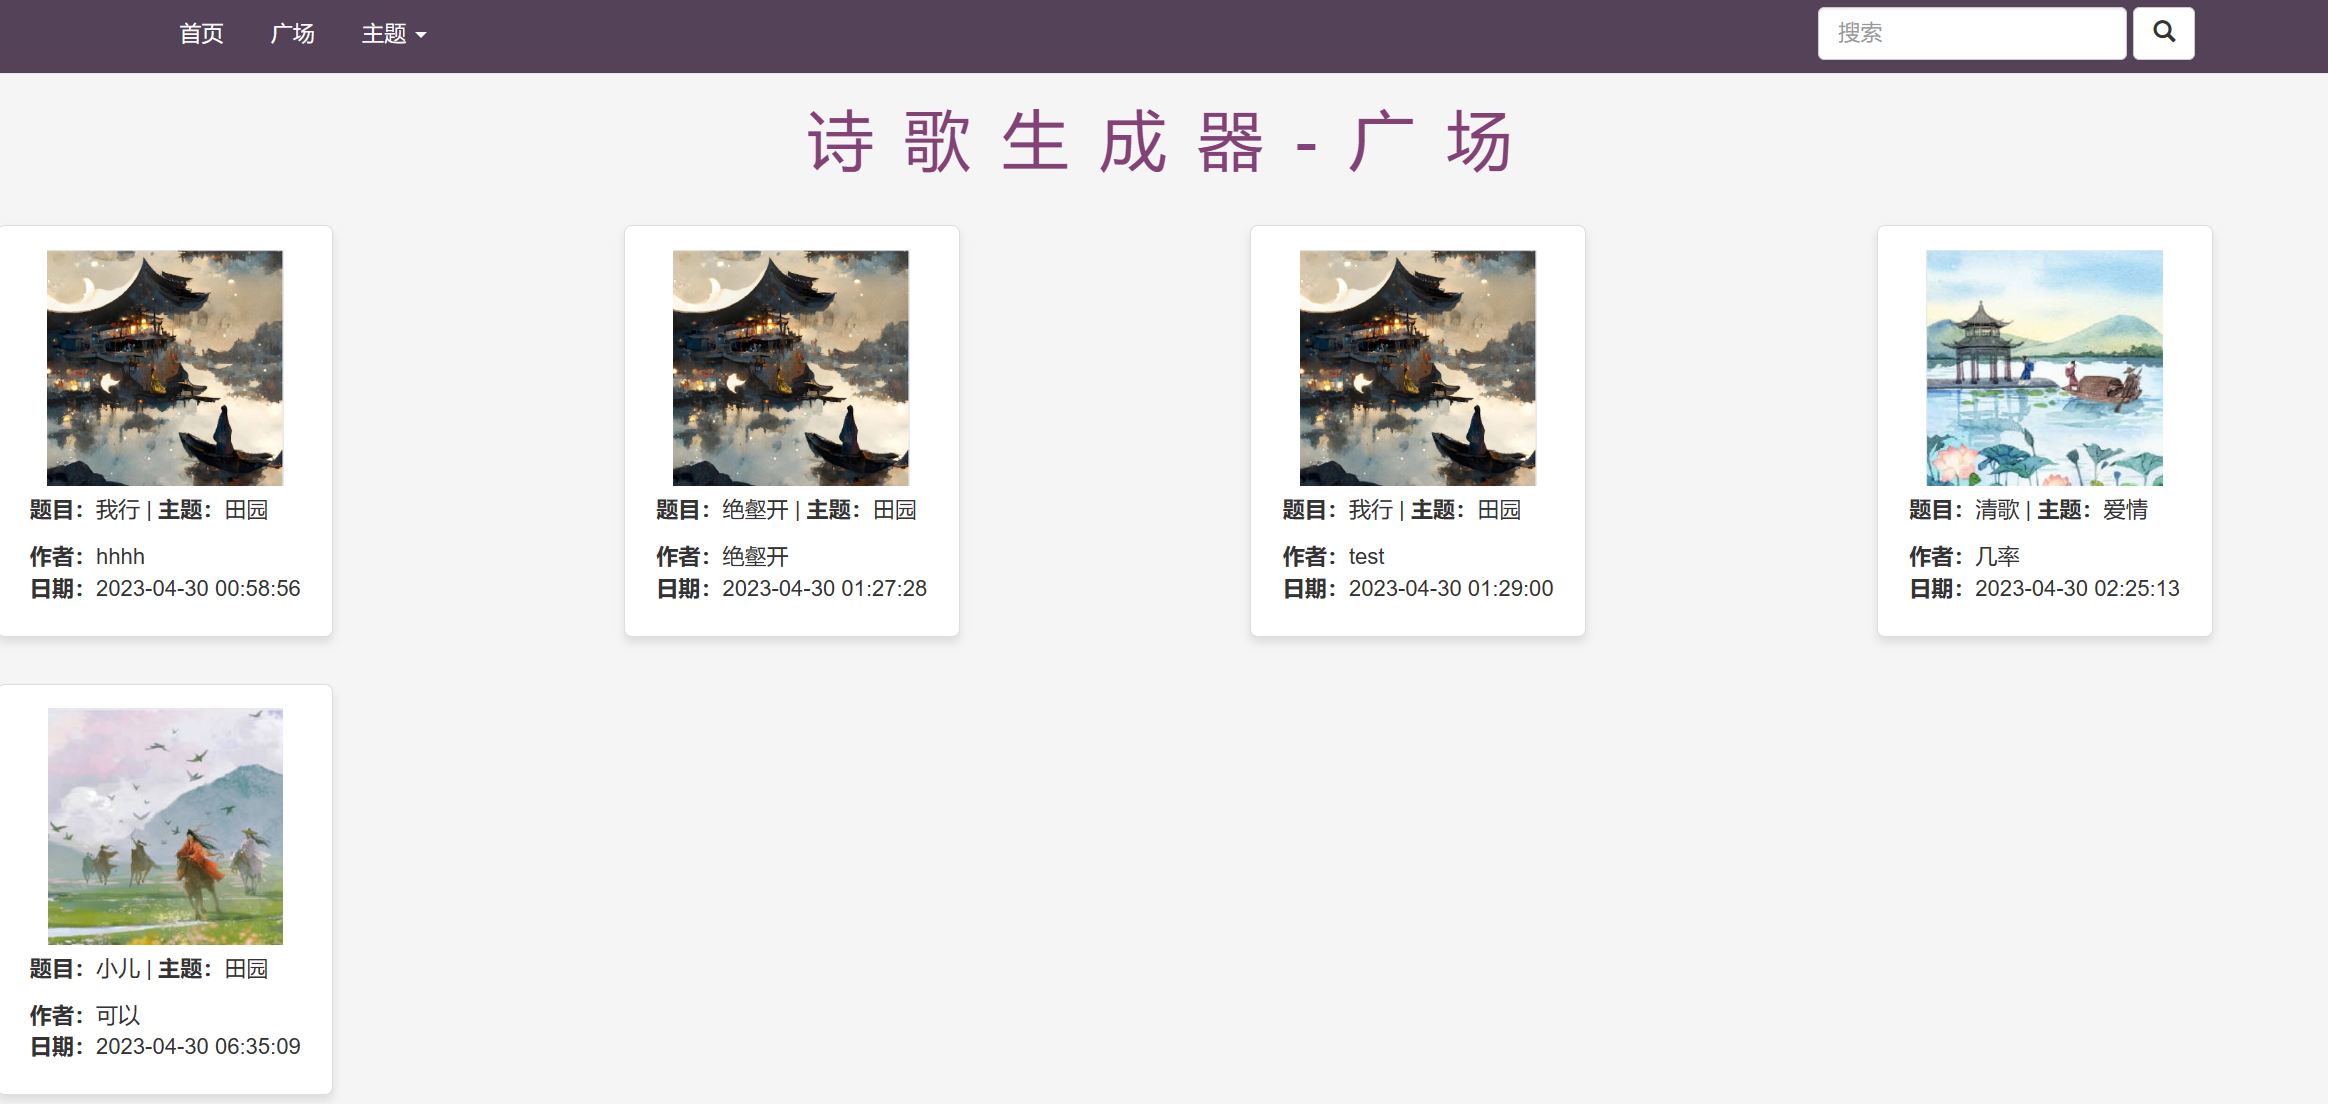 首页 广场 主题 搜索
诗歌生成器-广场
题目：我行 | 主题：田园
作者：hhhh
日期：2023-04-30 00:58:56
题目：绝壑开 | 主题：田园
作者：绝壑开
日期：2023-04-30 01:27:28
题目：我行 | 主题：田园
作者：test
日期：2023-04-30 01:29:00
题目：清歌 | 主题：爱情
作者：几率
日期：2023-04-30 02:25:13
题目：小儿 | 主题：田园
作者：可以
日期：2023-04-30 06:35:09